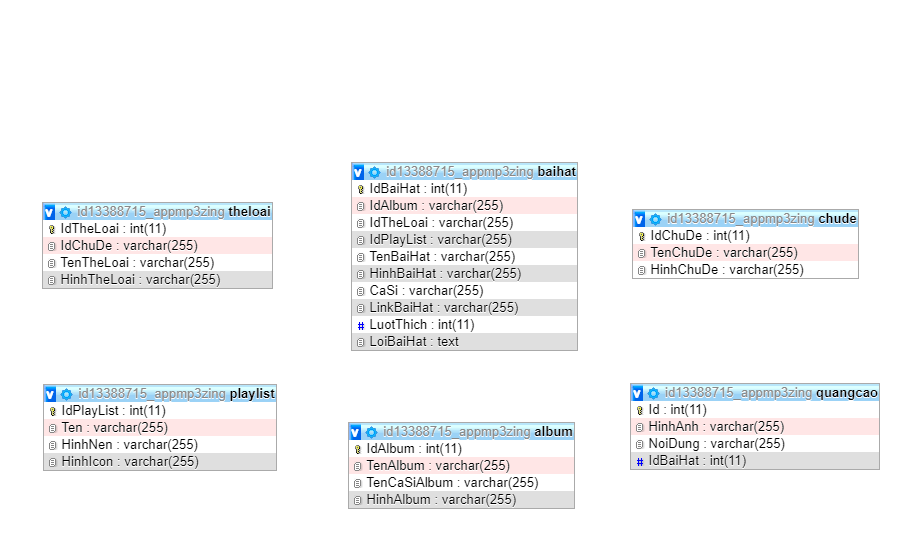 v id13388715_appmp3zing theloai
IdTheLoai : int(11)
IdChuDe : varchar(255)
TenTheLoai : varchar(255)
HinhTheLoai : varchar(255)
v id13388715_appmp3zing baihat
IdBaiHat : int(11)
IdAlbum : varchar(255)
IdTheLoai : varchar(255)
IdPlayList : varchar(255)
TenBaiHat : varchar(255)
HinhBaiHat : varchar(255)
CaSi : varchar(255)
LinkBaiHat : varchar(255)
# LuotThich : int(11)
LoiBaiHat : text
v id13388715_appmp3zing chude
IdChuDe : int(11)
TenChuDe : varchar(255)
HinhChuDe : varchar(255)
v id13388715_appmp3zing playlist
IdPlayList : int(11)
Ten : varchar(255)
HinhNen : varchar(255)
HinhIcon : varchar(255)
v id13388715_appmp3zing album
IdAlbum : int(11)
TenAlbum : varchar(255)
TenCaSiAlbum : varchar(255)
HinhAlbum : varchar(255)
v id13388715_appmp3zing quangcao
Id : int(11)
HinhAnh : varchar(255)
NoiDung : varchar(255)
# IdBaiHat : int(11)